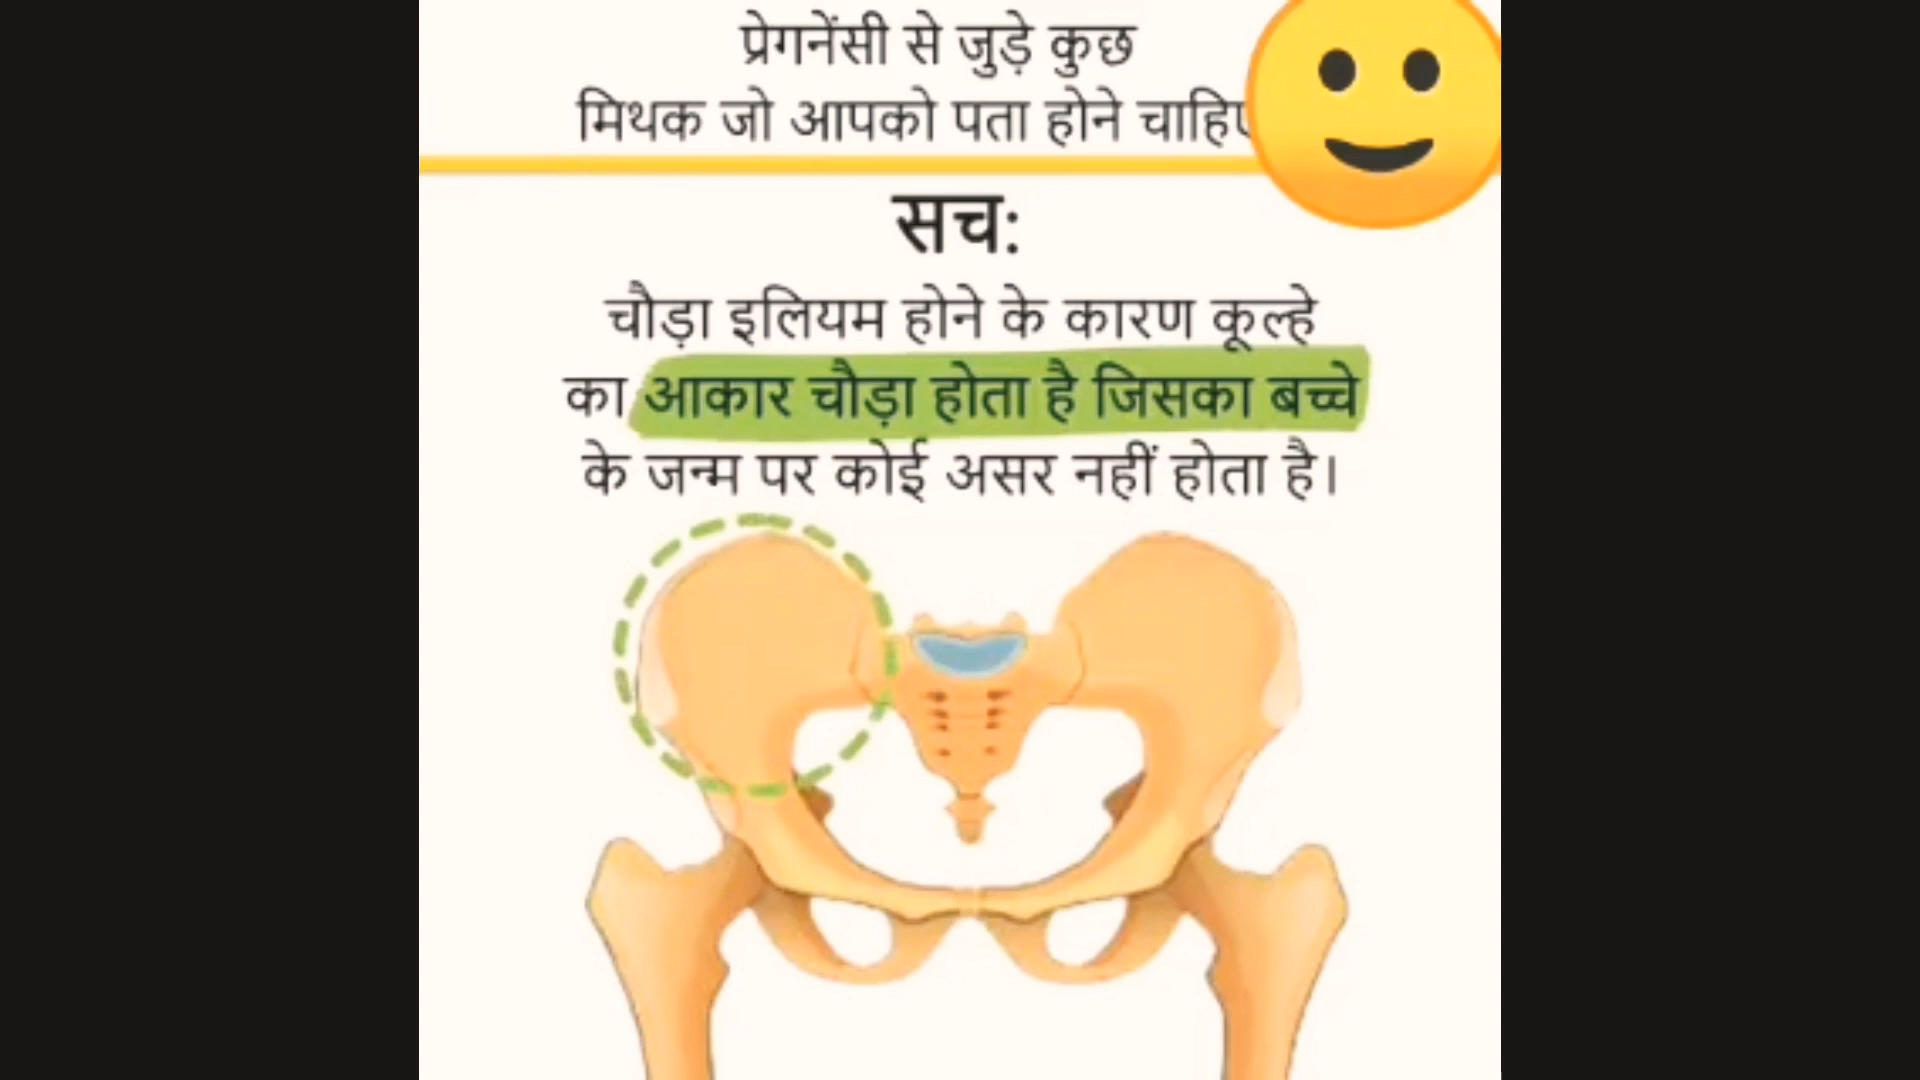 प्रेगनेंसी से जुड़े कुछ
मिथक जो आपको पता होने
सच:
चौड़ा इलियम होने के कारण कूल्हे
का आकार चौड़ा होता है जिसका बच्चे
के जन्म पर कोई असर नहीं होता है।